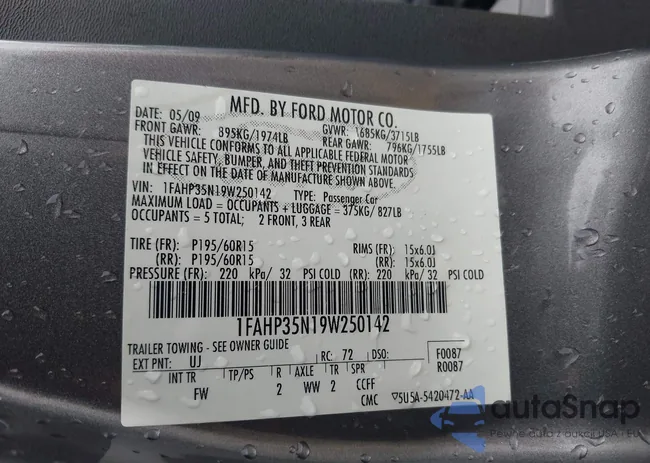 MFD. BY FORD MOTOR CO.
DATE: 05/09 GVWR: 1685KG/3715LB
FRONT GAWR: 895KG/1974LB REAR GAWR: 796KG/1755LB
THIS VEHICLE CONFORMS TO ALL APPLICABLE FEDERAL MOTOR
VEHICLE SAFETY, BUMPER, AND THEFT PREVENTION STANDARDS
IN EFFECT ON THE DATE OF MANUFACTURE SHOWN ABOVE.
VIN: 1FAHP35N19W250142 TYPE: Passenger Car
MAXIMUM LOAD = OCCUPANTS + LUGGAGE = 375KG/ 827LB
OCCUPANTS = 5 TOTAL; 2 FRONT, 3 REAR
TIRE (FR): P195/60R15 RIMS (FR): 15x6.0J
(RR): P195/60R15 (RR): 15x6.0J
PRESSURE (FR): 220 kPa/ 32 PSI COLD (RR): 220 kPa/ 32 PSI COLD
1FAHP35N19W250142
TRAILER TOWING - SEE OWNER GUIDE
EXT PNT: UJ RC: 72 DSO: F0087
R0087
INT TR TP/PS R AXLE TR SPR
FW 2 WW 2 CCFF
CMC 5U5A-5420472-AA
autoSnap